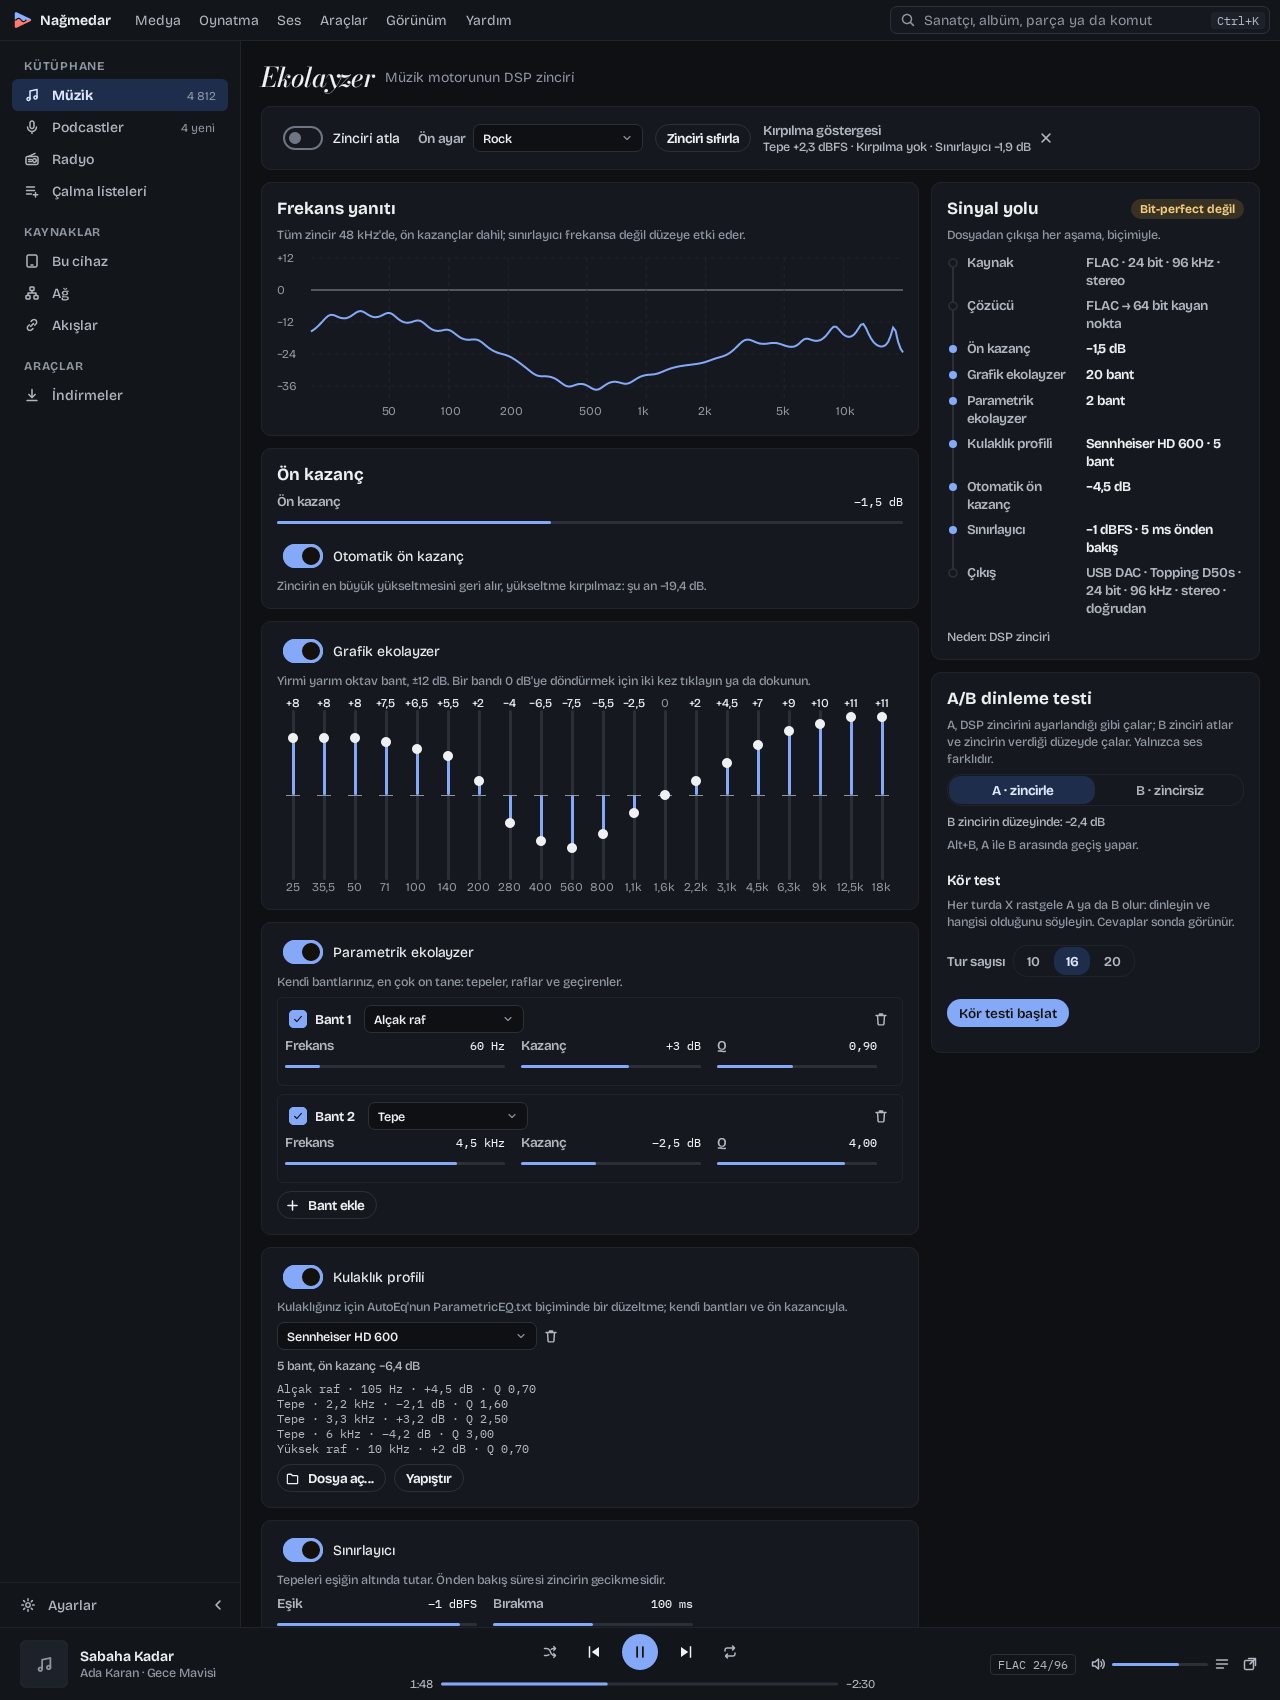 Nağmedar Medya Oynatma Ses Araçlar Görünüm Yardım Sanatçı, albüm, parça ya da komut Ctrl+K
KÜTÜPHANE
Müzik 4 812
Podcastler 4 yeni
Radyo
Çalma listeleri
KAYNAKLAR
Bu cihaz
Ağ
Akışlar
ARAÇLAR
İndirmeler
Ayarlar
Ekolayzer Müzik motorunun DSP zinciri
Zinciri atla Ön ayar Rock Zinciri sıfırla
Kırpılma göstergesi
Tepe +2,3 dBFS · Kırpılma yok · Sınırlayıcı −1,9 dB
Frekans yanıtı
Tüm zincir 48 kHz'de, ön kazançlar dahil; sınırlayıcı frekansa değil düzeye etki eder.
+12
0
−12
−24
−36
50 100 200 500 1k 2k 5k 10k
Ön kazanç
Ön kazanç −1,5 dB
Otomatik ön kazanç
Zincirin en büyük yükseltmesini geri alır, yükseltme kırpılmaz: şu an −19,4 dB.
Grafik ekolayzer
Yirmi yarım oktav bant, ±12 dB. Bir bandı 0 dB'ye döndürmek için iki kez tıklayın ya da dokunun.
+8 +8 +8 +7,5 +6,5 +5,5 +2 −4 −6,5 −7,5 −5,5 −2,5 0 +2 +4,5 +7 +9 +10 +11 +11
25 35,5 50 71 100 140 200 280 400 560 800 1,1k 1,6k 2,2k 3,1k 4,5k 6,3k 9k 12,5k 18k
Parametrik ekolayzer
Kendi bantlarınız, en çok on tane: tepeler, raflar ve geçirenler.
Bant 1 Alçak raf
Frekans 60 Hz Kazanç +3 dB Q 0,90
Bant 2 Tepe
Frekans 4,5 kHz Kazanç −2,5 dB Q 4,00
Bant ekle
Kulaklık profili
Kulaklığınız için AutoEq'nun ParametricEQ.txt biçiminde bir düzeltme; kendi bantları ve ön kazancıyla.
Sennheiser HD 600
5 bant, ön kazanç −6,4 dB
Alçak raf · 105 Hz · +4,5 dB · Q 0,70
Tepe · 2,2 kHz · −2,1 dB · Q 1,60
Tepe · 3,3 kHz · +3,2 dB · Q 2,50
Tepe · 6 kHz · −4,2 dB · Q 3,00
Yüksek raf · 10 kHz · +2 dB · Q 0,70
Dosya aç... Yapıştır
Sınırlayıcı
Tepeleri eşiğin altında tutar. Önden bakış süresi zincirin gecikmesidir.
Eşik −1 dBFS Bırakma 100 ms
Sinyal yolu Bit-perfect değil
Dosyadan çıkışa her aşama, biçimiyle.
Kaynak FLAC · 24 bit · 96 kHz ·
stereo
Çözücü FLAC → 64 bit kayan
nokta
Ön kazanç −1,5 dB
Grafik ekolayzer 20 bant
Parametrik 2 bant
ekolayzer
Kulaklık profili Sennheiser HD 600 · 5
bant
Otomatik ön −4,5 dB
kazanç
Sınırlayıcı −1 dBFS · 5 ms önden
bakış
Çıkış USB DAC · Topping D50s ·
24 bit · 96 kHz · stereo ·
doğrudan
Neden: DSP zinciri
A/B dinleme testi
A, DSP zincirini ayarlandığı gibi çalar; B zinciri atlar
ve zincirin verdiği düzeyde çalar. Yalnızca ses
farklıdır.
A · zincirle B · zincirsiz
B zincirin düzeyinde: −2,4 dB
Alt+B, A ile B arasında geçiş yapar.
Kör test
Her turda X rastgele A ya da B olur: dinleyin ve
hangisi olduğunu söyleyin. Cevaplar sonda görünür.
Tur sayısı 10 16 20
Kör testi başlat
Sabaha Kadar
Ada Karan · Gece Mavisi
1:48 −2:30
FLAC 24/96